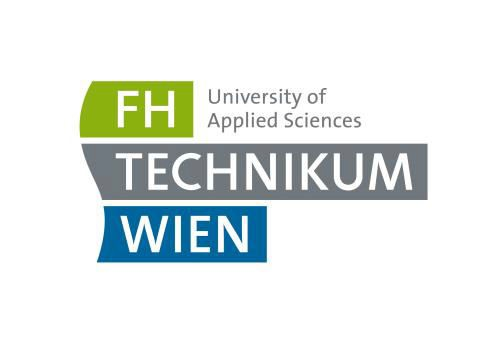 FH
University of
Applied Sciences
TECHNIKUM
WIEN